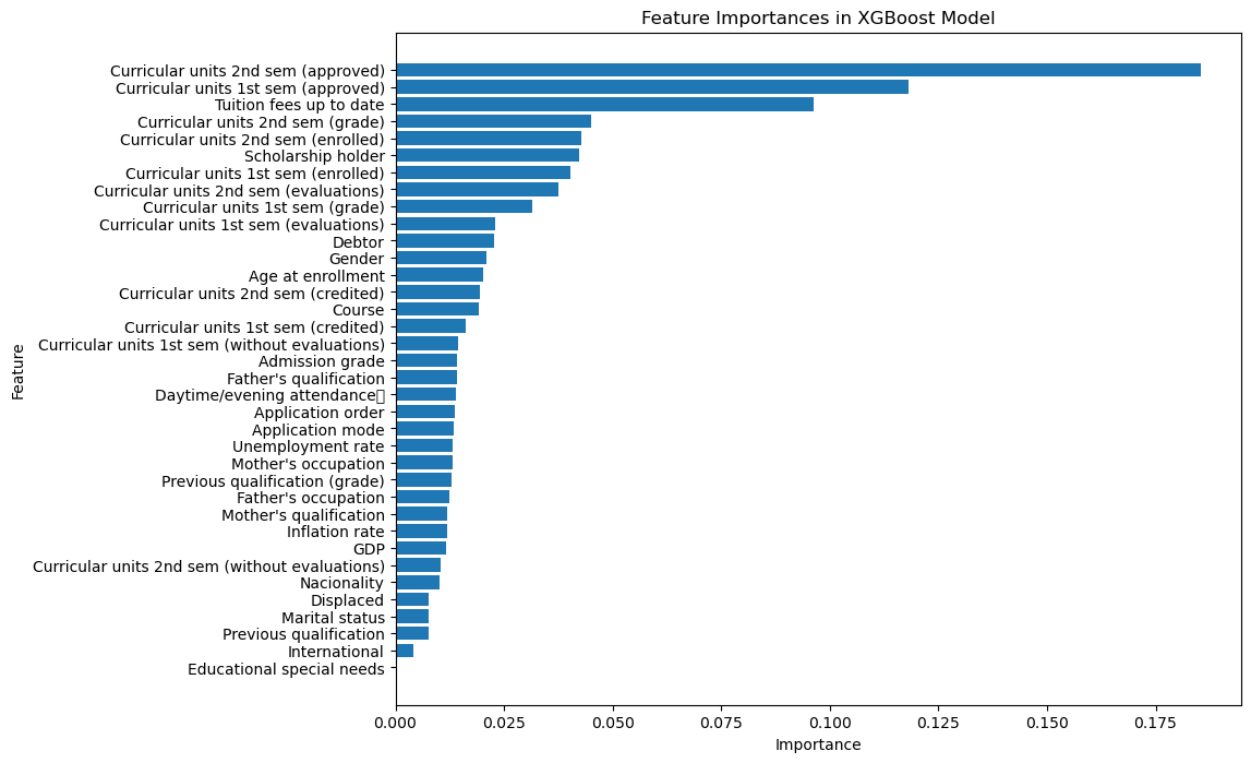 Feature Importances in XGBoost Model
Curricular units 2nd sem (approved)
Curricular units 1st sem (approved)
Tuition fees up to date
Curricular units 2nd sem (grade)
Curricular units 2nd sem (enrolled)
Scholarship holder
Curricular units 1st sem (enrolled)
Curricular units 2nd sem (evaluations)
Curricular units 1st sem (grade)
Curricular units 1st sem (evaluations)
Debtor
Gender
Age at enrollment
Curricular units 2nd sem (credited)
Course
Curricular units 1st sem (credited)
Curricular units 1st sem (without evaluations)
Admission grade
Father's qualification
Daytime/evening attendance▯
Application order
Application mode
Unemployment rate
Mother's occupation
Previous qualification (grade)
Father's occupation
Mother's qualification
Inflation rate
GDP
Curricular units 2nd sem (without evaluations)
Nacionality
Displaced
Marital status
Previous qualification
International
Educational special needs
Feature
0.000 0.025 0.050 0.075 0.100 0.125 0.150 0.175
Importance